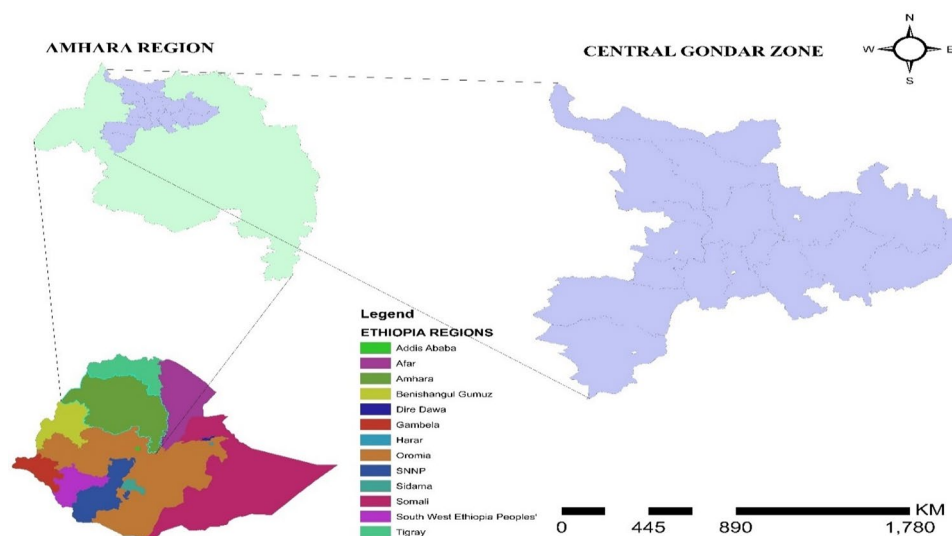 AMHARA REGION
CENTRAL GONDAR ZONE
N
W E
S
Legend
ETHIOPIA REGIONS
Addis Ababa
Afar
Amhara
Benishangul Gumuz
Dire Dawa
Gambela
Harar
Oromia
SNNP
Sidama
Somali
South West Ethiopia Peoples'
Tigray
KM
0 445 890 1,780